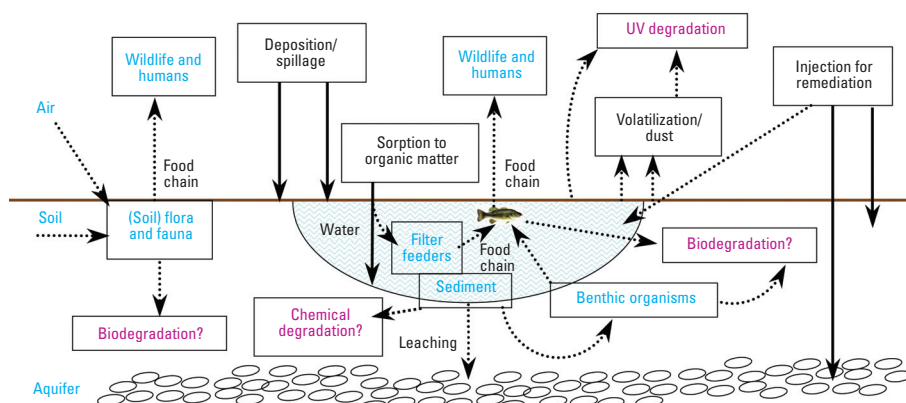 Deposition/
spillage
UV degradation
Wildlife and
humans
Wildlife and
humans
Injection for
remediation
Air
Volatilization/
dust
Sorption to
organic matter
Food
chain
Food
chain
Soil
(Soil) flora
and fauna
Water
Filter
feeders
Food
chain
Biodegradation?
Sediment
Benthic organisms
Chemical
degradation?
Biodegradation?
Leaching
Aquifer